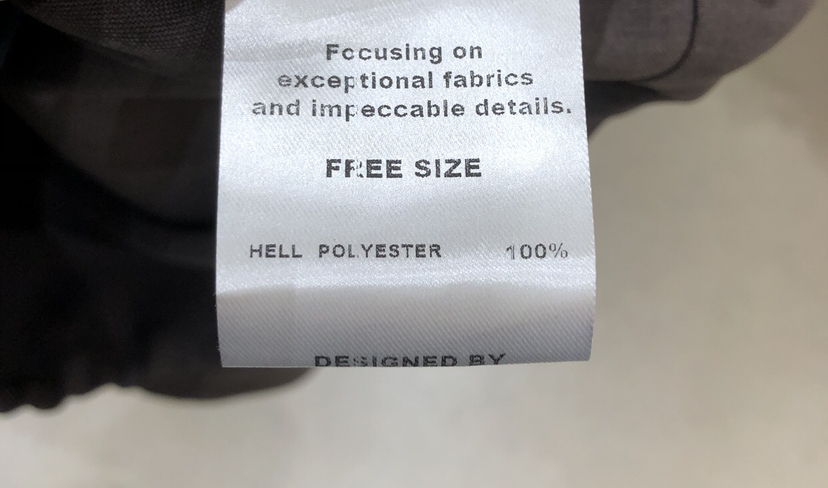 Focusing on
exceptional fabrics
and impeccable details.
FREE SIZE
HELL POLYESTER 100%
DESIGNED BY